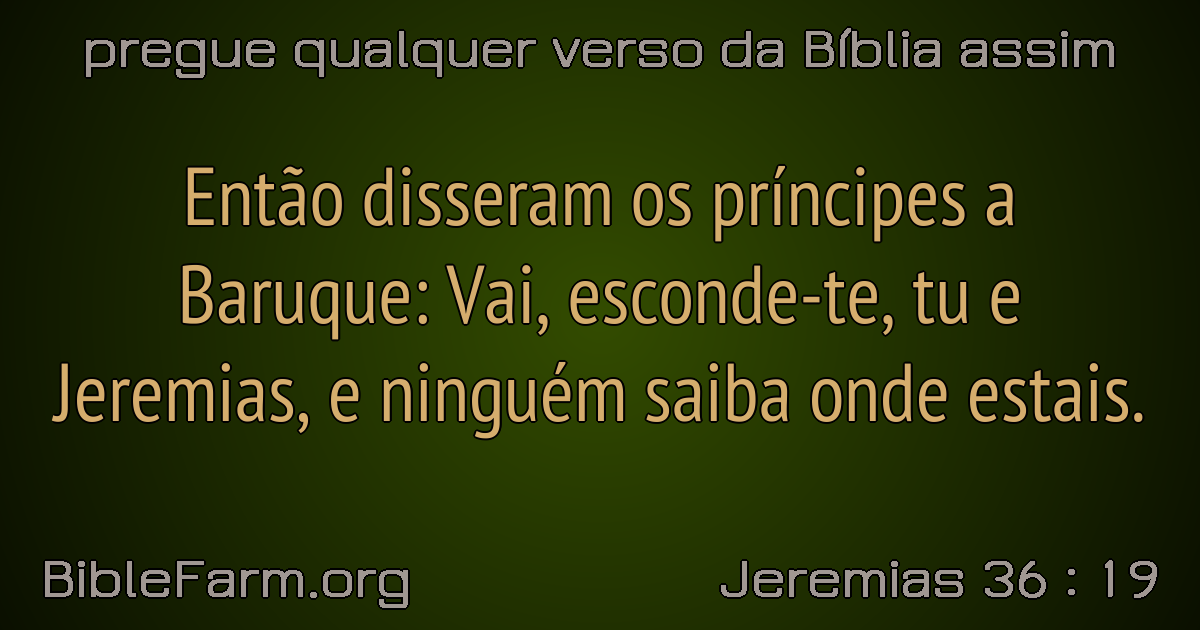 pregue qualquer verso da Bíblia assim
Então disseram os príncipes a
Baruque: Vai, esconde-te, tu e
Jeremias, e ninguém saiba onde estais.
BibleFarm.org
Jeremias 36 : 19